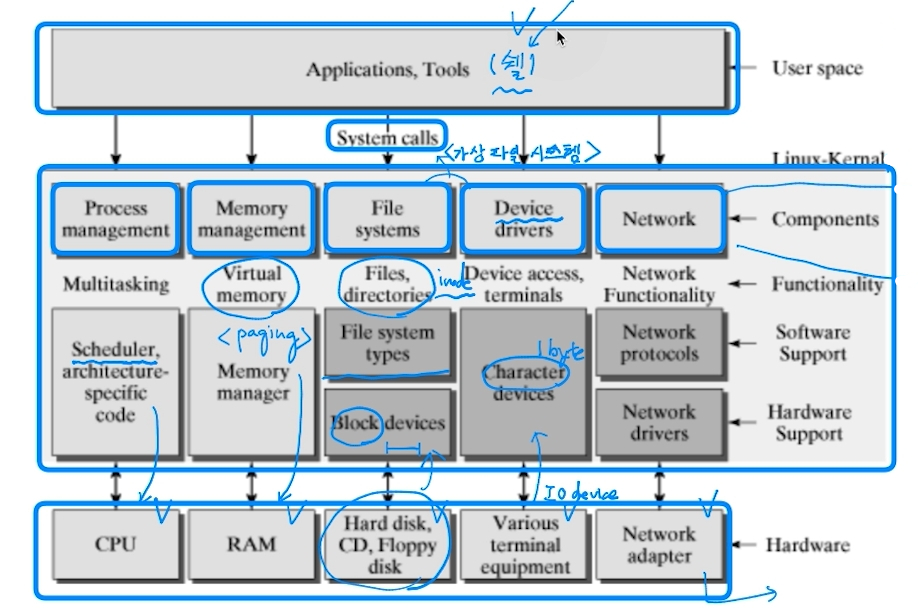 Applications, Tools (쉘)
User space
System calls
<가상 파일 시스템>
Linux-Kernal
Process
management
Memory
management
File
systems
Device
drivers
Network
Components
Multitasking
Virtual
memory
Files,
directories
inode
Device access,
terminals
Network
Functionality
Functionality
Scheduler,
architecture-
specific
code
<paging>
Memory
manager
File system
types
Block devices
1byte
Character
devices
Network
protocols
Software
Support
Network
drivers
Hardware
Support
IO device
CPU
RAM
Hard disk,
CD, Floppy
disk
Various
terminal
equipment
Network
adapter
Hardware